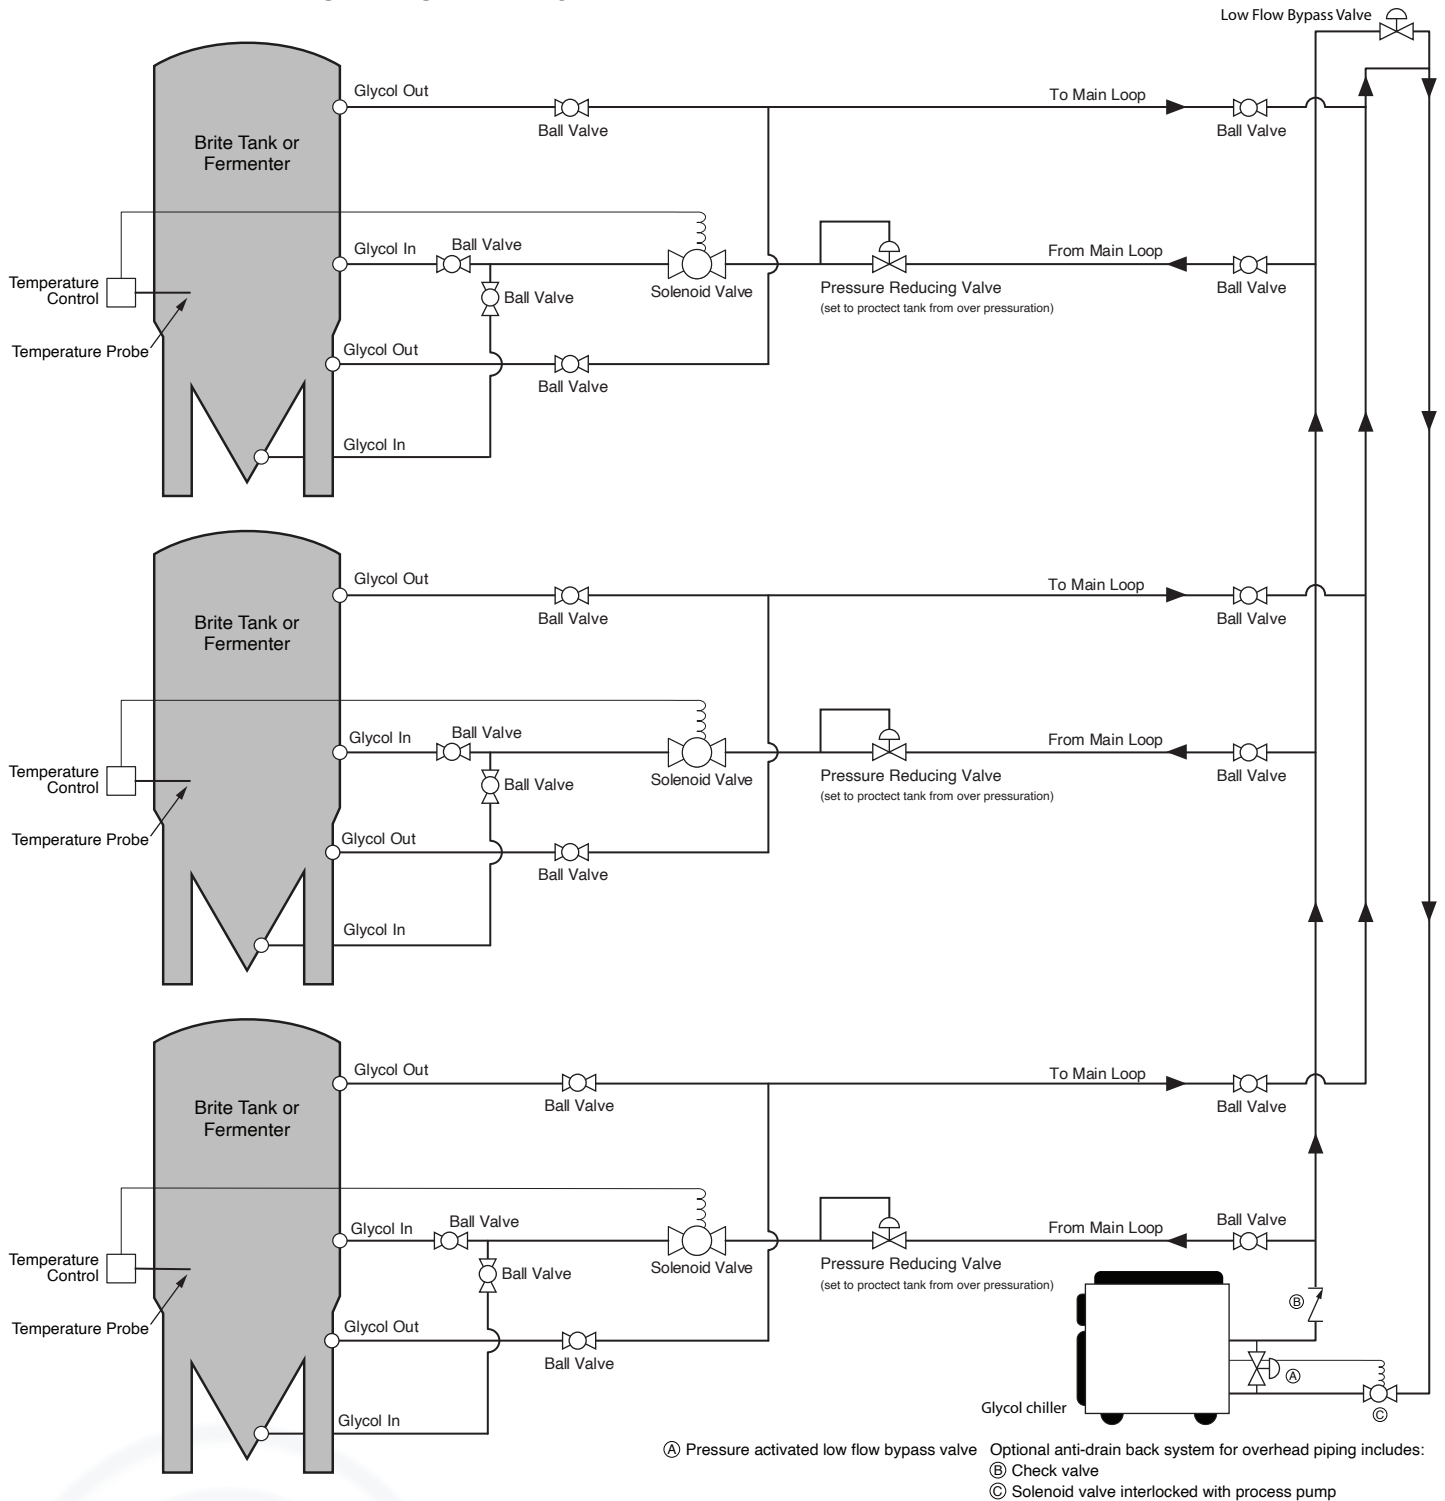 Low Flow Bypass Valve
Glycol Out
To Main Loop
Ball Valve
Ball Valve
Brite Tank or
Fermenter
Glycol In
Ball Valve
From Main Loop
Temperature
Control
Ball Valve
Solenoid Valve
Pressure Reducing Valve
(set to proctect tank from over pressuration)
Ball Valve
Temperature Probe
Glycol Out
Ball Valve
Glycol In
Glycol Out
To Main Loop
Ball Valve
Ball Valve
Brite Tank or
Fermenter
Glycol In
Ball Valve
From Main Loop
Temperature
Control
Ball Valve
Solenoid Valve
Pressure Reducing Valve
(set to proctect tank from over pressuration)
Ball Valve
Temperature Probe
Glycol Out
Ball Valve
Glycol In
Glycol Out
To Main Loop
Ball Valve
Ball Valve
Brite Tank or
Fermenter
Glycol In
Ball Valve
From Main Loop
Ball Valve
Temperature
Control
Ball Valve
Solenoid Valve
Pressure Reducing Valve
(set to proctect tank from over pressuration)
B
Temperature Probe
Glycol Out
Ball Valve
A
Glycol In
Glycol chiller
C
Ⓐ Pressure activated low flow bypass valve
Optional anti-drain back system for overhead piping includes:
Ⓑ Check valve
Ⓒ Solenoid valve interlocked with process pump